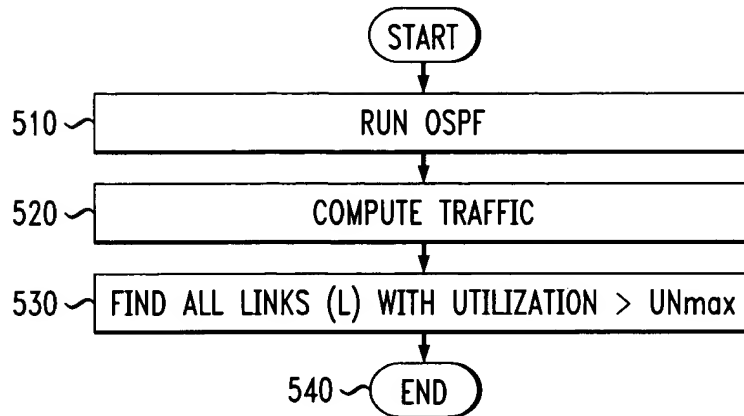 START
510 RUN OSPF
520 COMPUTE TRAFFIC
530 FIND ALL LINKS (L) WITH UTILIZATION > UNmax
540 END